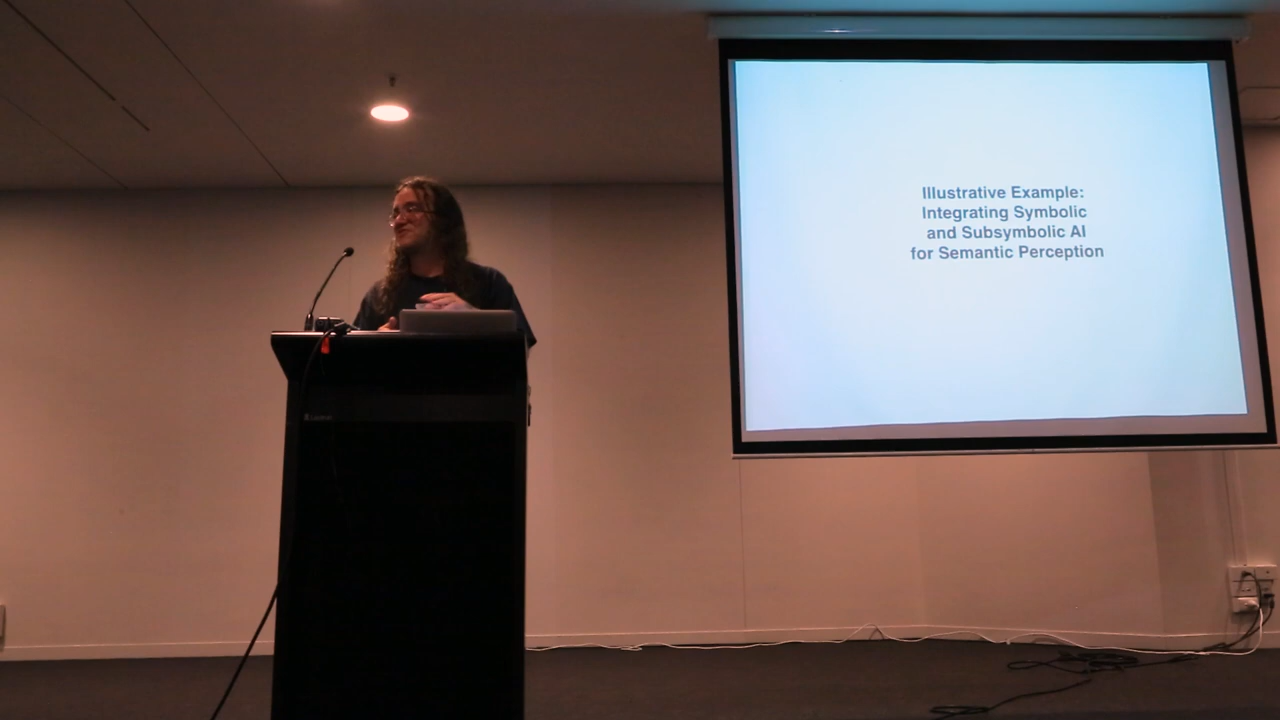 Illustrative Example:
Integrating Symbolic
and Subsymbolic AI
for Semantic Perception